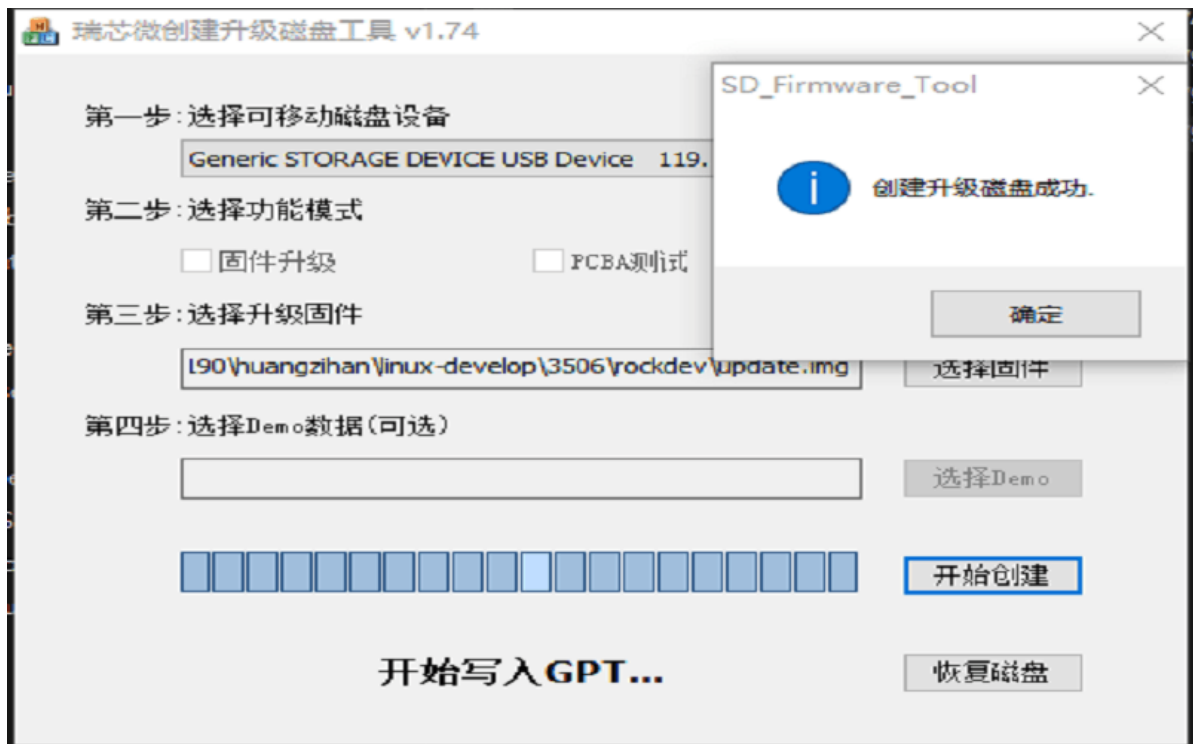 瑞芯微创建升级磁盘工具 v1.74
SD_Firmware_Tool
第一步:选择可移动磁盘设备
Generic STORAGE DEVICE USB Device 119.
创建升级磁盘成功.
第二步:选择功能模式
固件升级
PCBA测试
确定
第三步:选择升级固件
190\huangzihan\linux-develop\3506\rockdev\update.img
选择固件
第四步:选择Demo数据(可选)
选择Demo
开始创建
开始写入GPT...
恢复磁盘